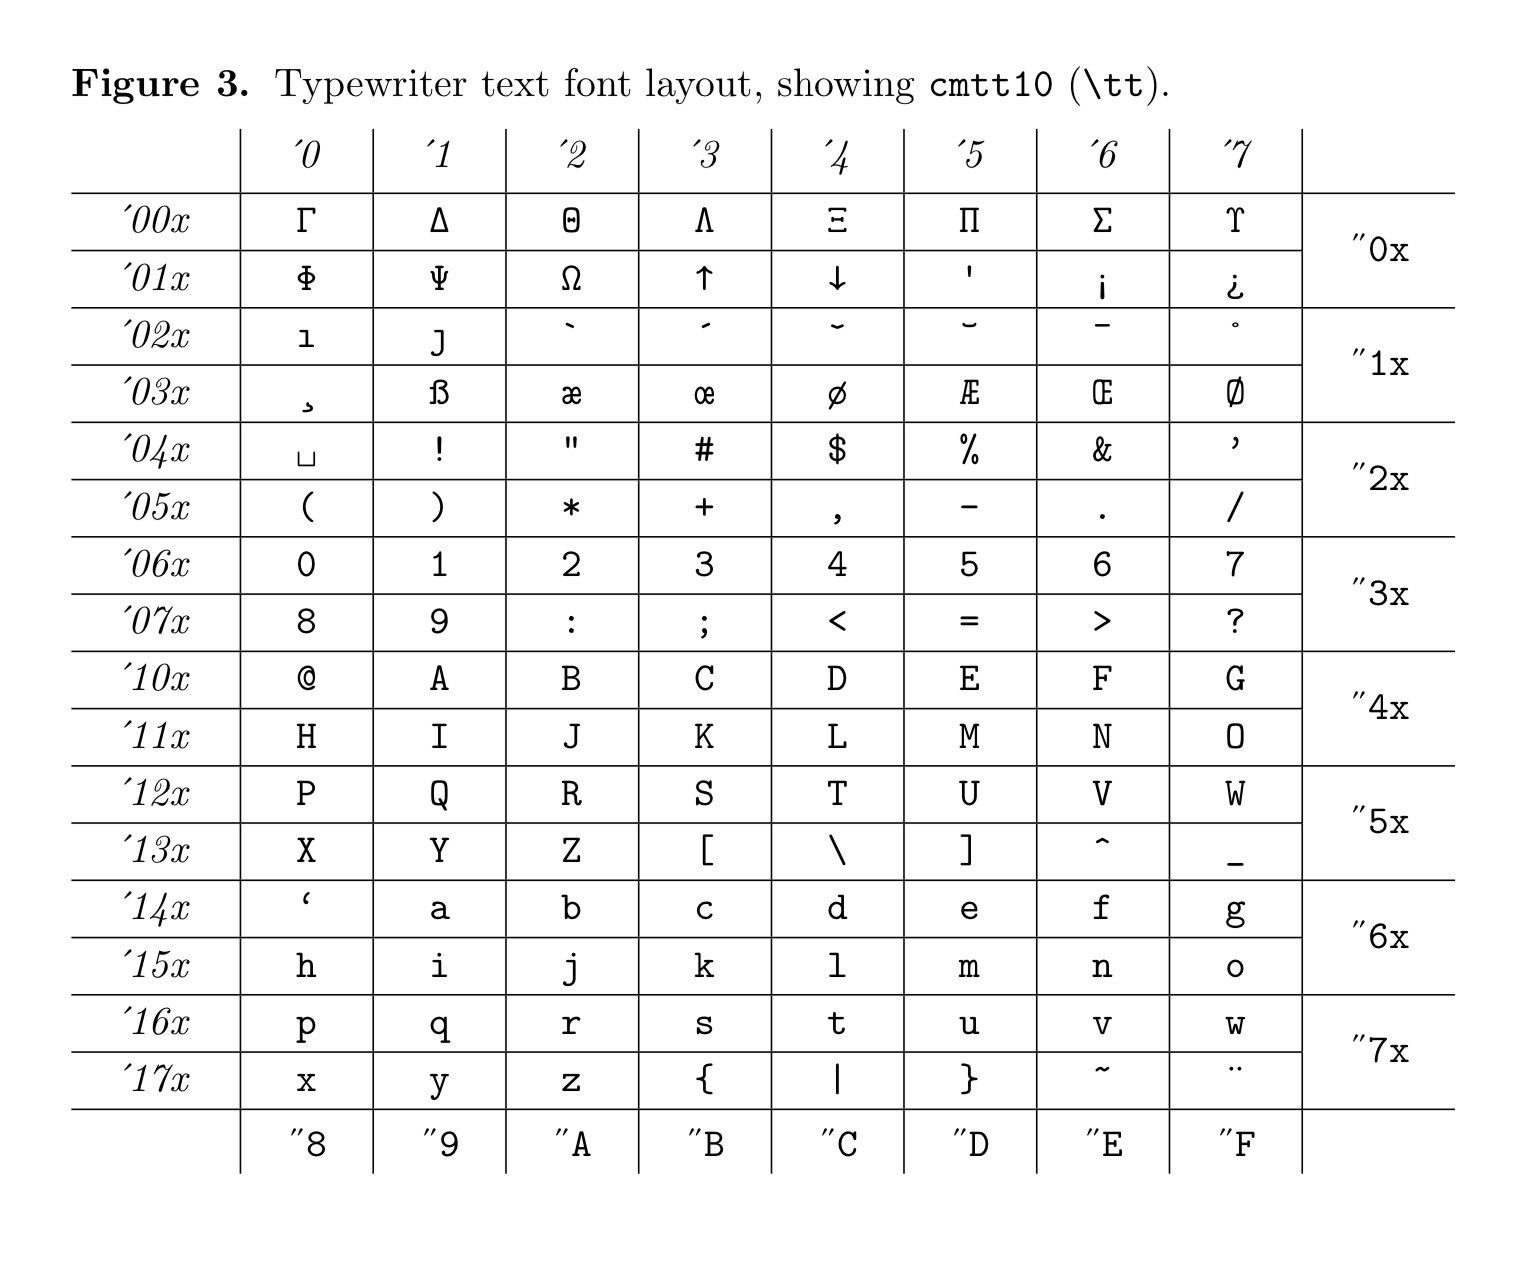 Figure 3. Typewriter text font layout, showing cmtt10 (\tt).
´0 ´1 ´2 ´3 ´4 ´5 ´6 ´7
´00x Γ Δ Θ Λ Ξ Π Σ ϒ
˝0x
´01x Φ Ψ Ω ↑ ↓ ' ¡ ¿
´02x ı ȷ ` ´ ˇ ˘ ¯ ˚
˝1x
´03x ¸ ß æ œ ø Æ Œ Ø
´04x ␣ ! " # $ % & ’
˝2x
´05x ( ) * + , - . /
´06x 0 1 2 3 4 5 6 7
˝3x
´07x 8 9 : ; < = > ?
´10x @ A B C D E F G
˝4x
´11x H I J K L M N O
´12x P Q R S T U V W
˝5x
´13x X Y Z [ \ ] ^ _
´14x ‘ a b c d e f g
˝6x
´15x h i j k l m n o
´16x p q r s t u v w
˝7x
´17x x y z { | } ~ ¨
˝8 ˝9 ˝A ˝B ˝C ˝D ˝E ˝F